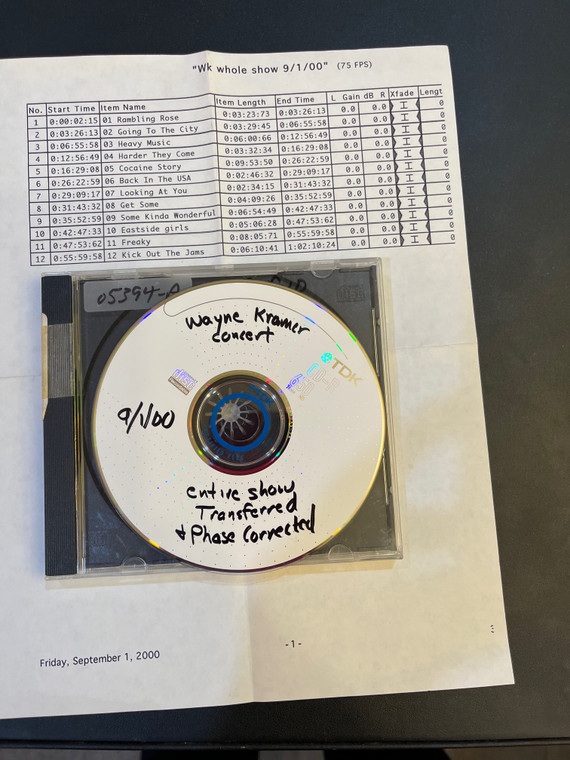 "Wk whole show 9/1/00" (75 FPS)
No. Start Time Item Name Item Length End Time L Gain dB R Xfade Lengt
1 0:00:02:15 01 Rambling Rose 0:03:23:73 0:03:26:13 0.0 0.0 0
2 0:03:26:13 02 Going To The City 0:03:29:45 0:06:55:58 0.0 0.0 0
3 0:06:55:58 03 Heavy Music 0:06:00:66 0:12:56:49 0.0 0.0 0
4 0:12:56:49 04 Harder They Come 0:03:32:34 0:16:29:08 0.0 0.0 0
5 0:16:29:08 05 Cocaine Story 0:09:53:50 0:26:22:59 0.0 0.0 0
6 0:26:22:59 06 Back In the USA 0:02:46:32 0:29:09:17 0.0 0.0 0
7 0:29:09:17 07 Looking At You 0:02:34:15 0:31:43:32 0.0 0.0 0
8 0:31:43:32 08 Get Some 0:04:09:26 0:35:52:59 0.0 0.0 0
9 0:35:52:59 09 Some Kinda Wonderful 0:06:54:49 0:42:47:33 0.0 0.0 0
10 0:42:47:33 10 Eastside girls 0:05:06:28 0:47:53:62 0.0 0.0 0
11 0:47:53:62 11 Freaky 0:08:05:71 0:55:59:58 0.0 0.0 0
12 0:55:59:58 12 Kick Out The Jams 0:06:10:41 1:02:10:24 0.0 0.0 0
05394-A
Wayne Kramer
concert
TDK
9/1/00
entire show
Transferred
+ Phase Corrected
-1-
Friday, September 1, 2000